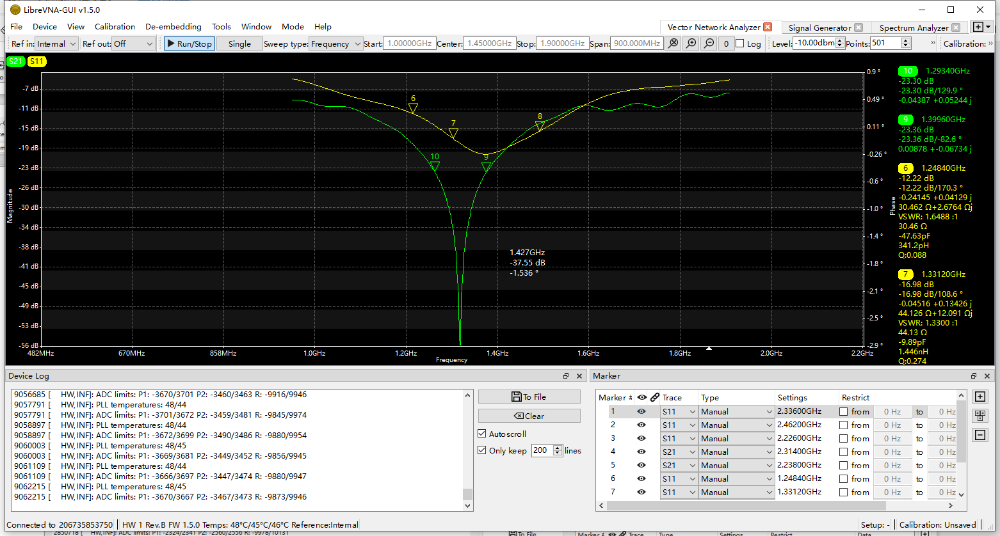 LibreVNA-GUI v1.5.0
File Device View Calibration De-embedding Tools Window Mode Help
Vector Network Analyzer Signal Generator Spectrum Analyzer
Ref in: Internal Ref out: Off Run/Stop Single Sweep type: Frequency Start: 1.00000GHz Center: 1.45000GHz Stop: 1.90000GHz Span: 900.000MHz 0 Log Level: -10.00dbm Points: 501 » Calibration: »
S21 S11
-7 dB
-11 dB
-15 dB
-19 dB
-23 dB
-26 dB
-30 dB
-34 dB
-38 dB
-41 dB
-45 dB
-49 dB
-53 dB
-56 dB
Magnitude
482MHz 670MHz 858MHz 1.0GHz 1.2GHz 1.4GHz 1.6GHz 1.8GHz 2.0GHz 2.2GHz
Frequency
6
7
8
10
9
1.427GHz
-37.55 dB
-1.536 °
0.9 °
0.49 °
0.11 °
-0.26 °
-0.6 °
-1.0 °
-1.4 °
-1.8 °
-2.1 °
-2.5 °
-2.9 °
Phase
10 1.29340GHz
-23.30 dB
-23.30 dB/129.9 °
-0.04387 +0.05244 j
9 1.39960GHz
-23.36 dB
-23.36 dB/-82.6 °
0.00878 +-0.06734 j
6 1.24840GHz
-12.22 dB
-12.22 dB/170.3 °
-0.24145 +0.04129 j
30.462 Ω+2.6764 Ωj
VSWR: 1.6488 :1
30.46 Ω
-47.63pF
341.2pH
Q:0.088
7 1.33120GHz
-16.98 dB
-16.98 dB/108.6 °
-0.04516 +0.13426 j
44.126 Ω+12.091 Ωj
VSWR: 1.3300 :1
44.13 Ω
-9.89pF
1.446nH
Q:0.274
Device Log
9056685 [ HW,INF]: ADC limits: P1: -3670/3701 P2: -3460/3463 R: -9916/9946
9057791 [ HW,INF]: PLL temperatures: 48/44
9057791 [ HW,INF]: ADC limits: P1: -3701/3672 P2: -3459/3481 R: -9845/9974
9058897 [ HW,INF]: PLL temperatures: 48/44
9058897 [ HW,INF]: ADC limits: P1: -3672/3699 P2: -3490/3486 R: -9880/9954
9060003 [ HW,INF]: PLL temperatures: 48/45
9060003 [ HW,INF]: ADC limits: P1: -3669/3681 P2: -3449/3452 R: -9856/9945
9061109 [ HW,INF]: PLL temperatures: 48/44
9061109 [ HW,INF]: ADC limits: P1: -3666/3697 P2: -3447/3474 R: -9880/9947
9062215 [ HW,INF]: PLL temperatures: 48/45
9062215 [ HW,INF]: ADC limits: P1: -3670/3667 P2: -3467/3473 R: -9873/9946
To File
Clear
Autoscroll
Only keep 200 lines
Marker
Marker # Trace Type Settings Restrict
1 S11 Manual 2.33600GHz from 0 Hz to 0 Hz
2 S11 Manual 2.46200GHz from 0 Hz to 0 Hz
3 S11 Manual 2.22600GHz from 0 Hz to 0 Hz
4 S21 Manual 2.31400GHz from 0 Hz to 0 Hz
5 S21 Manual 2.23800GHz from 0 Hz to 0 Hz
6 S11 Manual 1.24840GHz from 0 Hz to 0 Hz
7 S11 Manual 1.33120GHz from 0 Hz to 0 Hz
Connected to 206735853750 HW 1 Rev.B FW 1.5.0 Temps: 48°C/45°C/46°C Reference:Internal Setup: - Calibration: Unsaved